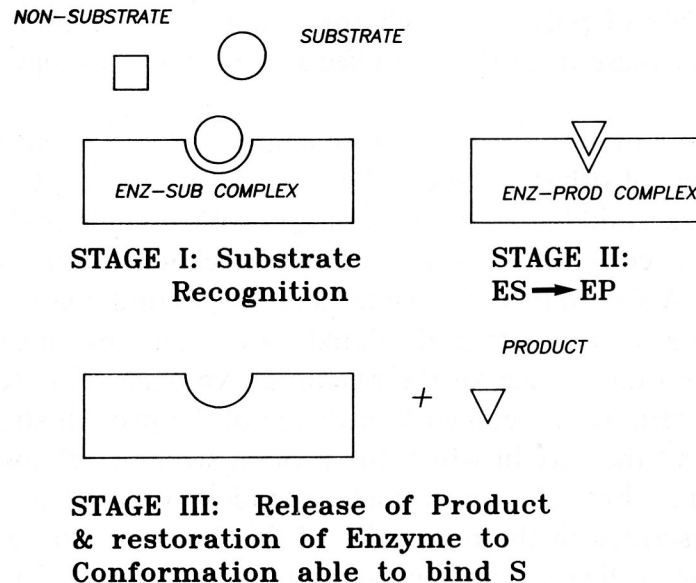 NON-SUBSTRATE
SUBSTRATE
ENZ-SUB COMPLEX
ENZ-PROD COMPLEX
STAGE I: Substrate
Recognition
STAGE II:
ES → EP
PRODUCT
+
STAGE III: Release of Product
& restoration of Enzyme to
Conformation able to bind S